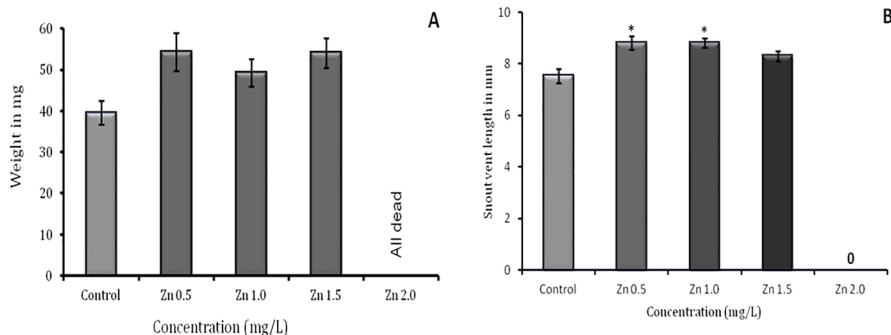 A
60
50
40
30
20
10
0
Weight in mg
All dead
Control Zn 0.5 Zn 1.0 Zn 1.5 Zn 2.0
Concentration (mg/L)
B
10
8
6
4
2
0
Snout vent length in mm
* *
0
Control Zn 0.5 Zn 1.0 Zn 1.5 Zn 2.0
Concentration (mg/L)